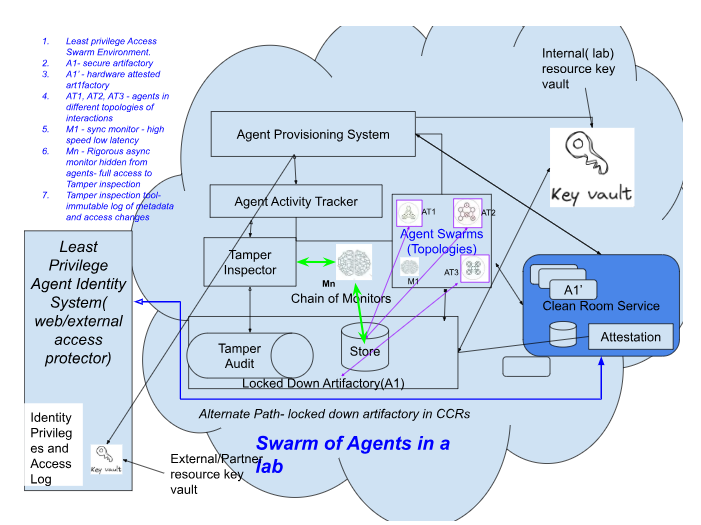 1. Least privilege Access
Swarm Environment.
2. A1- secure artifactory
3. A1' - hardware attested
art1factory
4. AT1, AT2, AT3 - agents in
different topologies of
interactions
5. M1 - sync monitor - high
speed low latency
6. Mn - Rigorous async
monitor hidden from
agents- full access to
Tamper inspection
7. Tamper inspection tool-
immutable log of metadata
and access changes
Internal( lab)
resource key
vault
Key vault
Agent Provisioning System
Agent Activity Tracker
AT1
AT2
Agent Swarms
(Topologies)
M1
AT3
Tamper
Inspector
Mn
Chain of Monitors
A1'
Clean Room Service
Attestation
Tamper
Audit
Store
Locked Down Artifactory(A1)
Least
Privilege
Agent Identity
System(
web/external
access
protector)
Identity
Privileg
es and
Access
Log
Key vault
Alternate Path- locked down artifactory in CCRs
External/Partner
resource key
vault
Swarm of Agents in a
lab